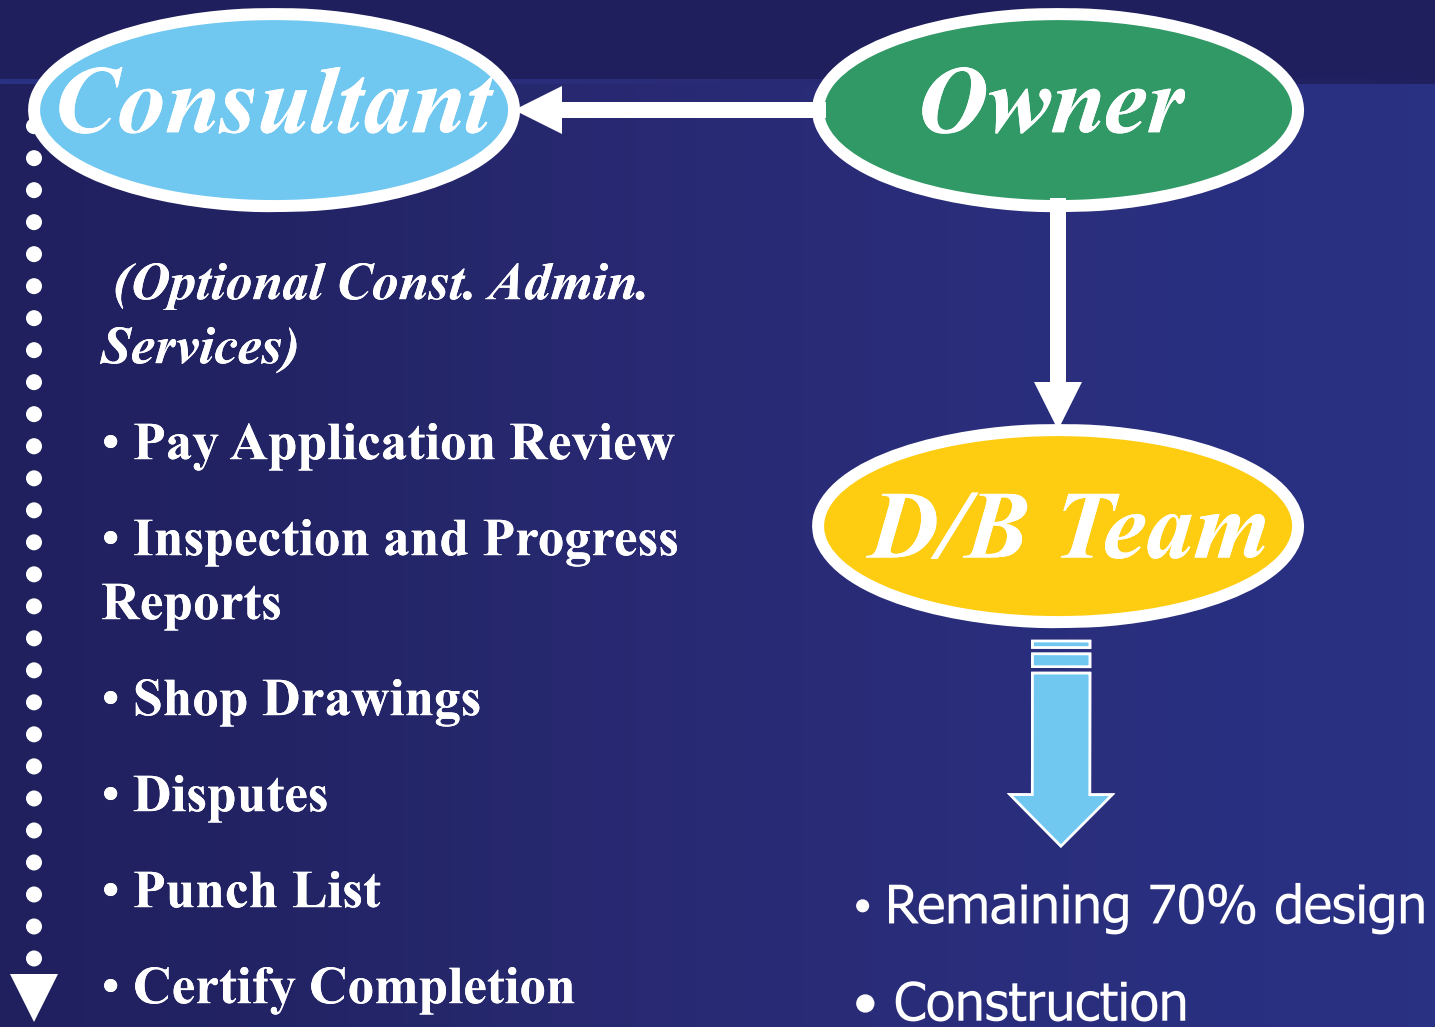 Consultant
Owner
(Optional Const. Admin.
Services)
• Pay Application Review
• Inspection and Progress
Reports
• Shop Drawings
• Disputes
• Punch List
• Certify Completion
D/B Team
• Remaining 70% design
• Construction